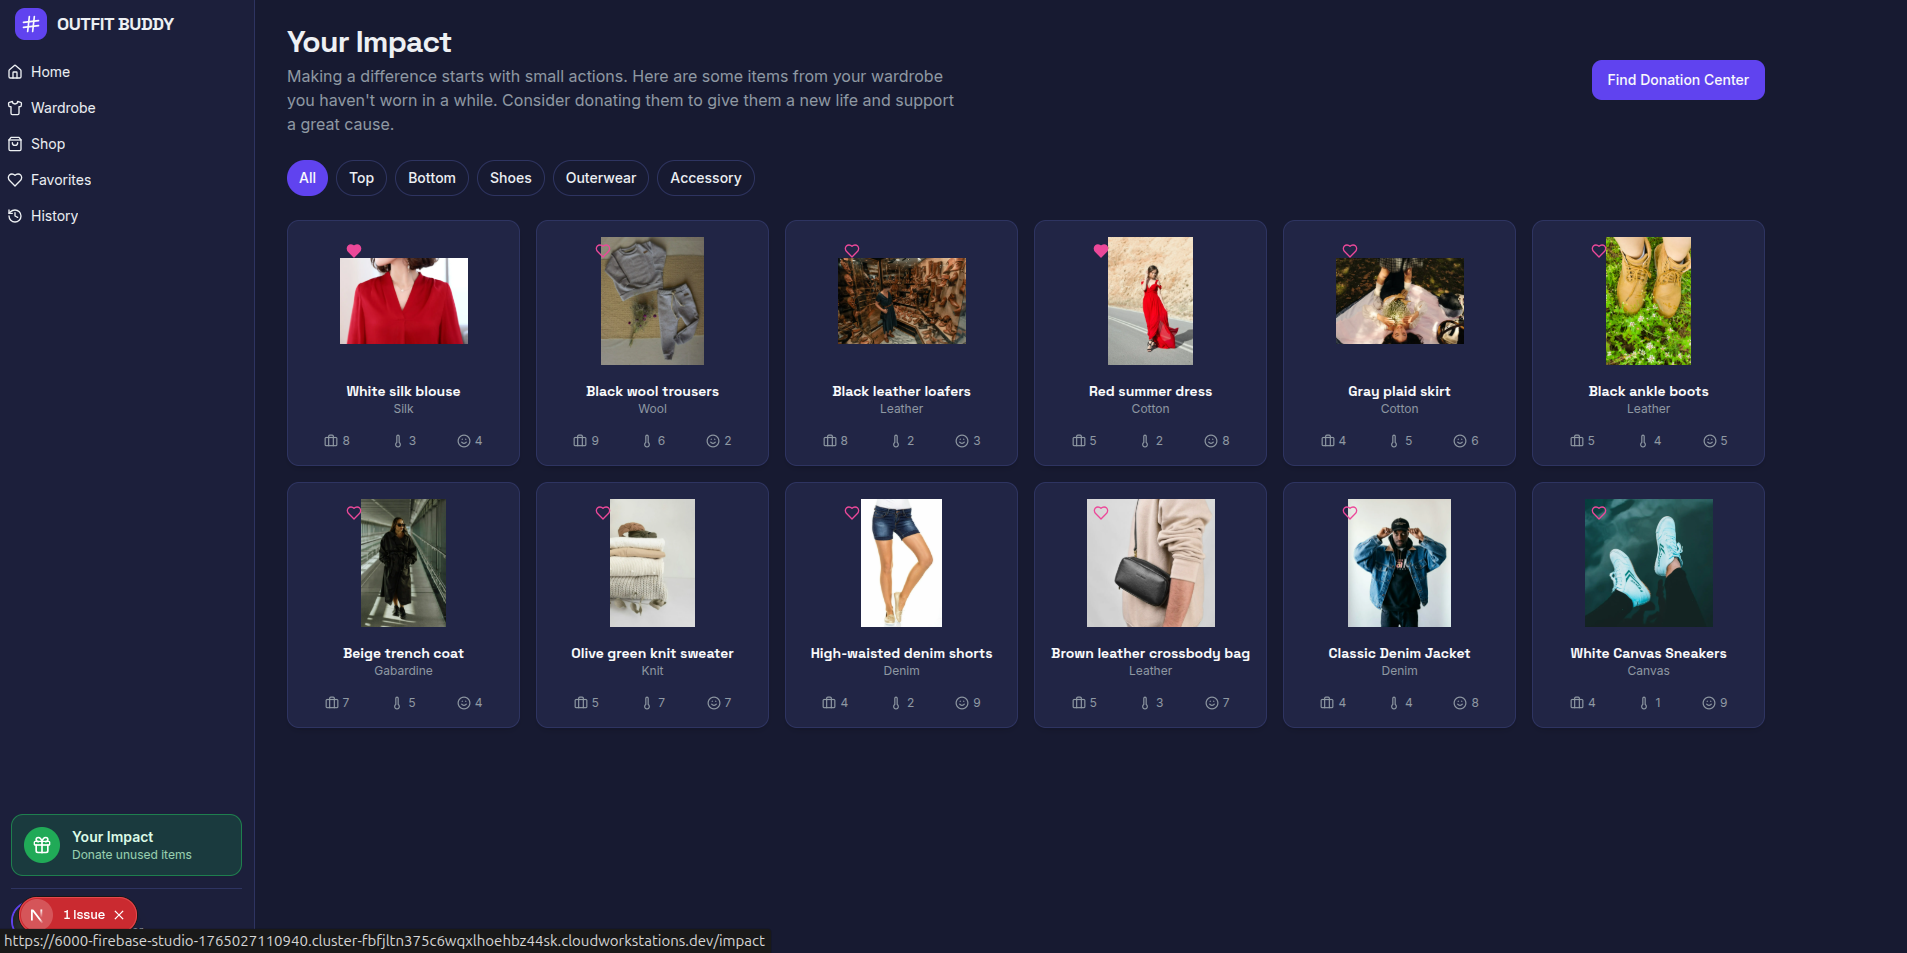 OUTFIT BUDDY
Home
Wardrobe
Shop
Favorites
History
Your Impact
Making a difference starts with small actions. Here are some items from your wardrobe
you haven't worn in a while. Consider donating them to give them a new life and support
a great cause.
Find Donation Center
All Top Bottom Shoes Outerwear Accessory
White silk blouse
Silk
8 3 4
Black wool trousers
Wool
9 6 2
Black leather loafers
Leather
8 2 3
Red summer dress
Cotton
5 2 8
Gray plaid skirt
Cotton
4 5 6
Black ankle boots
Leather
5 4 5
Beige trench coat
Gabardine
7 5 4
Olive green knit sweater
Knit
5 7 7
High-waisted denim shorts
Denim
4 2 9
Brown leather crossbody bag
Leather
5 3 7
Classic Denim Jacket
Denim
4 4 8
White Canvas Sneakers
Canvas
4 1 9
Your Impact
Donate unused items
N 1 Issue
https://6000-firebase-studio-1765027110940.cluster-fbfjltn375c6wqxlhoehbz44sk.cloudworkstations.dev/impact